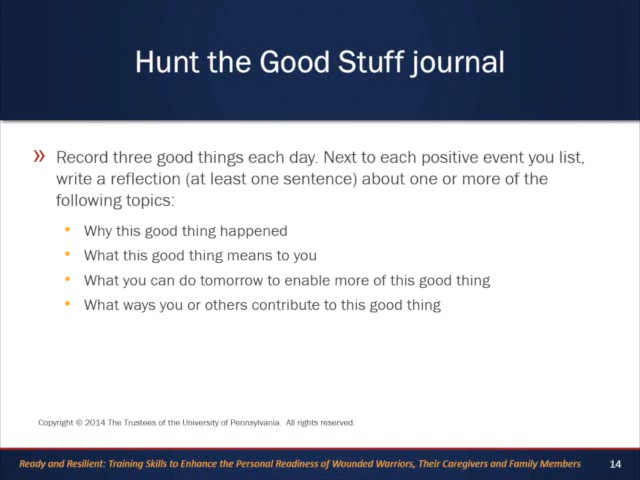 Hunt the Good Stuff journal
» Record three good things each day. Next to each positive event you list,
write a reflection (at least one sentence) about one or more of the
following topics:
• Why this good thing happened
• What this good thing means to you
• What you can do tomorrow to enable more of this good thing
• What ways you or others contribute to this good thing
Copyright © 2014 The Trustees of the University of Pennsylvania. All rights reserved.
Ready and Resilient: Training Skills to Enhance the Personal Readiness of Wounded Warriors, Their Caregivers and Family Members 14